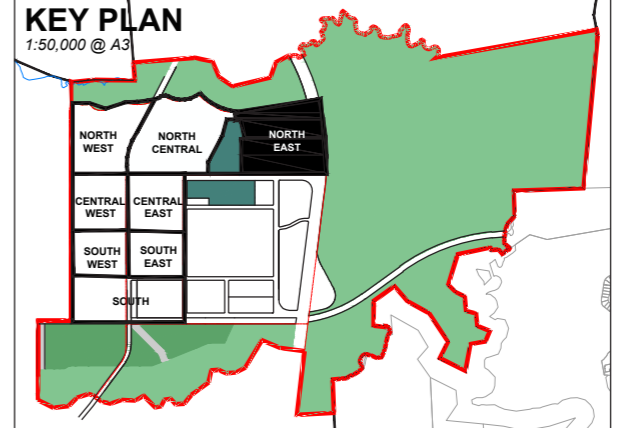 KEY PLAN
1:50,000 @ A3
NORTH
WEST
NORTH
CENTRAL
NORTH
EAST
CENTRAL
WEST
CENTRAL
EAST
SOUTH
WEST
SOUTH
EAST
SOUTH